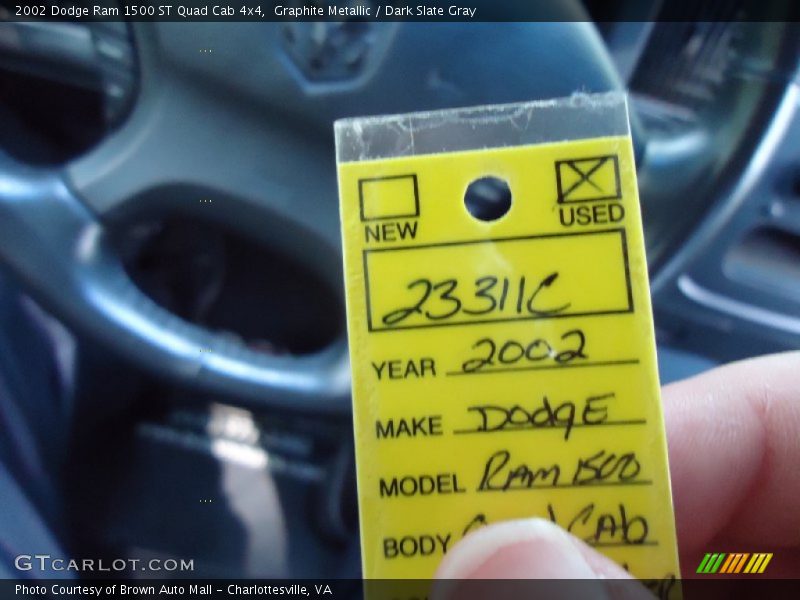 2002 Dodge Ram 1500 ST Quad Cab 4x4, Graphite Metallic / Dark Slate Gray
NEW USED
23311C
YEAR 2002
MAKE DodgE
MODEL RAM 1500
BODY CAb
GTCARLOT.COM
Photo Courtesy of Brown Auto Mall - Charlottesville, VA